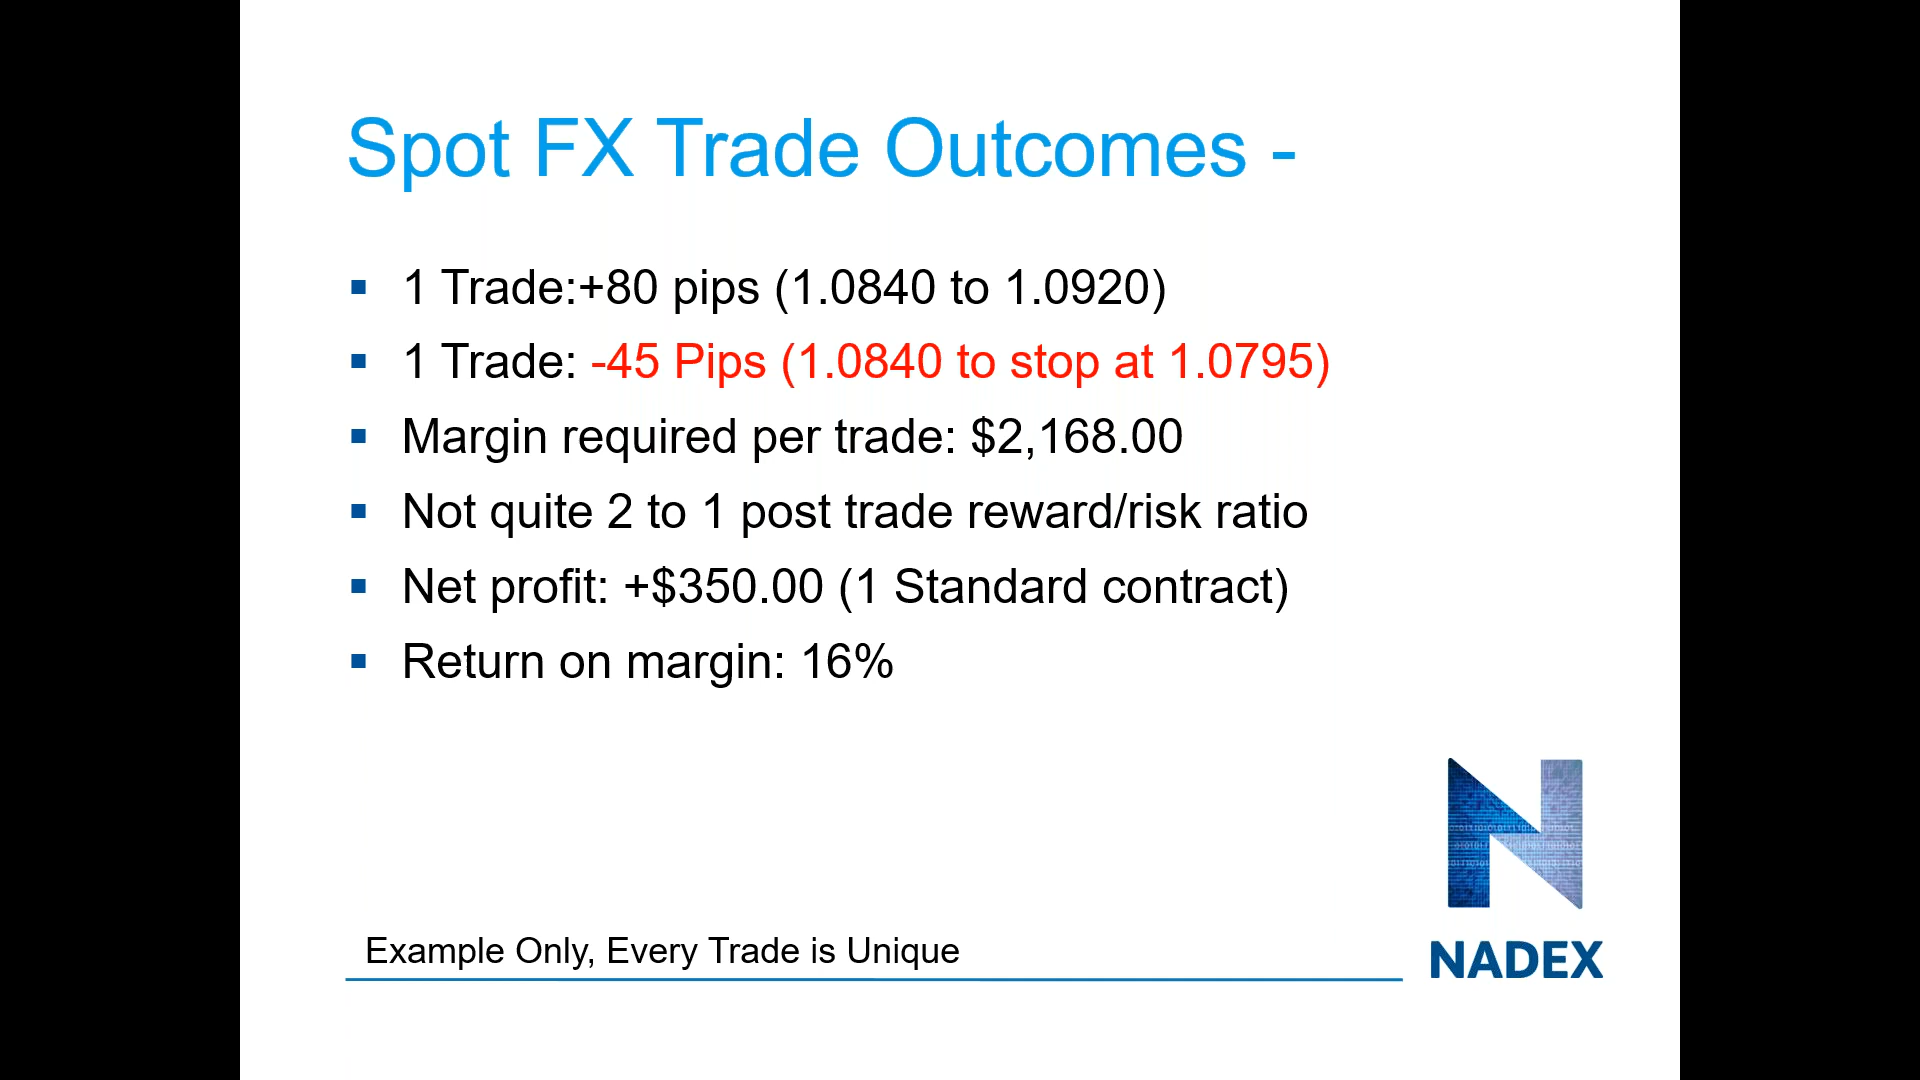 Spot FX Trade Outcomes -
1 Trade:+80 pips (1.0840 to 1.0920)
1 Trade: -45 Pips (1.0840 to stop at 1.0795)
Margin required per trade: $2,168.00
Not quite 2 to 1 post trade reward/risk ratio
Net profit: +$350.00 (1 Standard contract)
Return on margin: 16%
Example Only, Every Trade is Unique
NADEX